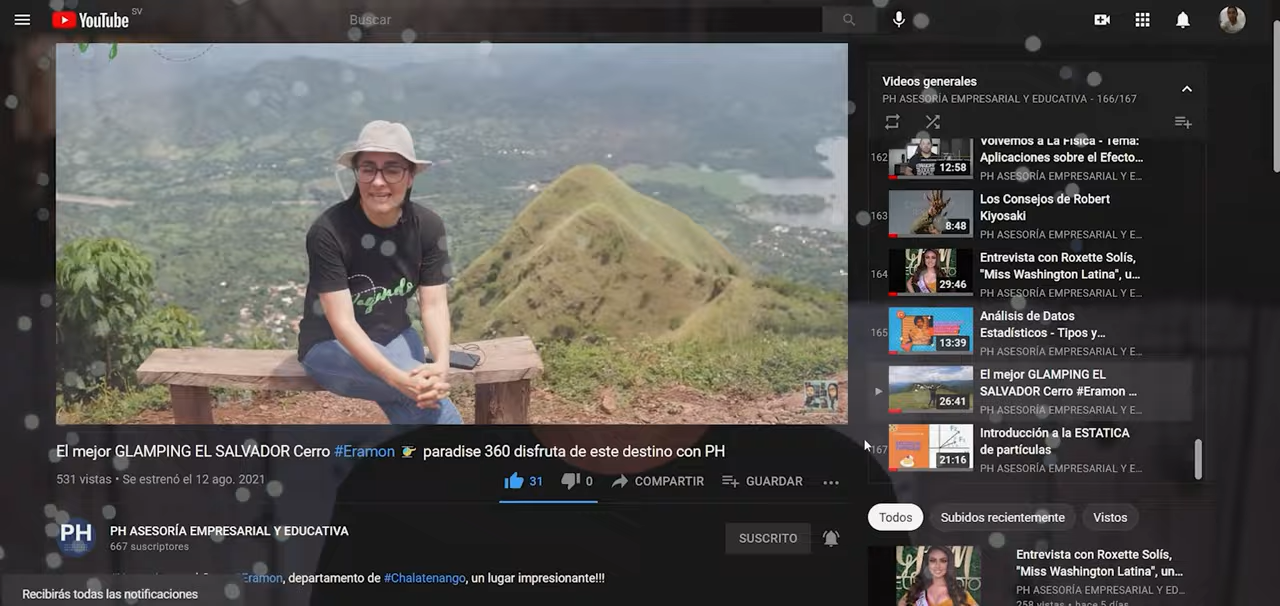 YouTube SV
Buscar
Pagando
El mejor GLAMPING EL SALVADOR Cerro #Eramon paradise 360 disfruta de este destino con PH
531 vistas • Se estrenó el 12 ago. 2021
31
0
COMPARTIR
GUARDAR
PH
PH ASESORÍA EMPRESARIAL Y EDUCATIVA
667 suscriptores
SUSCRITO
Eramon, departamento de #Chalatenango, un lugar impresionante!!!
Recibirás todas las notificaciones
Videos generales
PH ASESORÍA EMPRESARIAL Y EDUCATIVA - 166/167
162
12:58
Volvemos a La Física - Tema:
Aplicaciones sobre el Efecto...
PH ASESORÍA EMPRESARIAL Y E...
163
8:48
Los Consejos de Robert
Kiyosaki
PH ASESORÍA EMPRESARIAL Y E...
164
29:46
Entrevista con Roxette Solís,
"Miss Washington Latina", u...
PH ASESORÍA EMPRESARIAL Y E...
165
13:39
Análisis de Datos
Estadísticos - Tipos y...
PH ASESORÍA EMPRESARIAL Y E...
26:41
El mejor GLAMPING EL
SALVADOR Cerro #Eramon ...
PH ASESORÍA EMPRESARIAL Y E...
167
21:16
Introducción a la ESTATICA
de partículas
PH ASESORÍA EMPRESARIAL Y E...
Todos
Subidos recientemente
Vistos
Entrevista con Roxette Solís,
"Miss Washington Latina", un...
PH ASESORÍA EMPRESARIAL Y ED...
258 vistas • hace 5 días